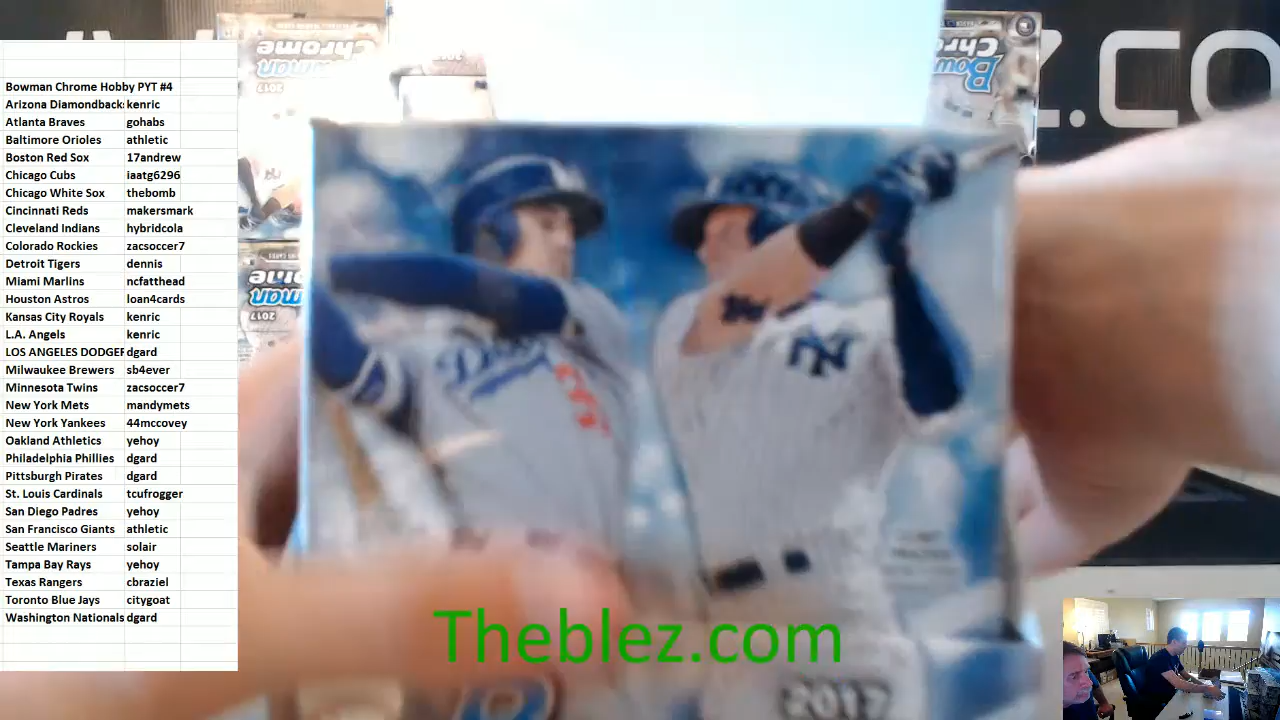 Bowman Chrome Hobby PYT #4
Arizona Diamondbacks kenric
Atlanta Braves gohabs
Baltimore Orioles athletic
Boston Red Sox 17andrew
Chicago Cubs iaatg6296
Chicago White Sox thebomb
Cincinnati Reds makersmark
Cleveland Indians hybridcola
Colorado Rockies zacsoccer7
Detroit Tigers dennis
Miami Marlins ncfatthead
Houston Astros loan4cards
Kansas City Royals kenric
L.A. Angels kenric
LOS ANGELES DODGER dgard
Milwaukee Brewers sb4ever
Minnesota Twins zacsoccer7
New York Mets mandymets
New York Yankees 44mccovey
Oakland Athletics yehoy
Philadelphia Phillies dgard
Pittsburgh Pirates dgard
St. Louis Cardinals tcufrogger
San Diego Padres yehoy
San Francisco Giants athletic
Seattle Mariners solair
Tampa Bay Rays yehoy
Texas Rangers cbraziel
Toronto Blue Jays citygoat
Washington Nationals dgard
Bowman
Chrome
2017
NY
2017
Theblez.com